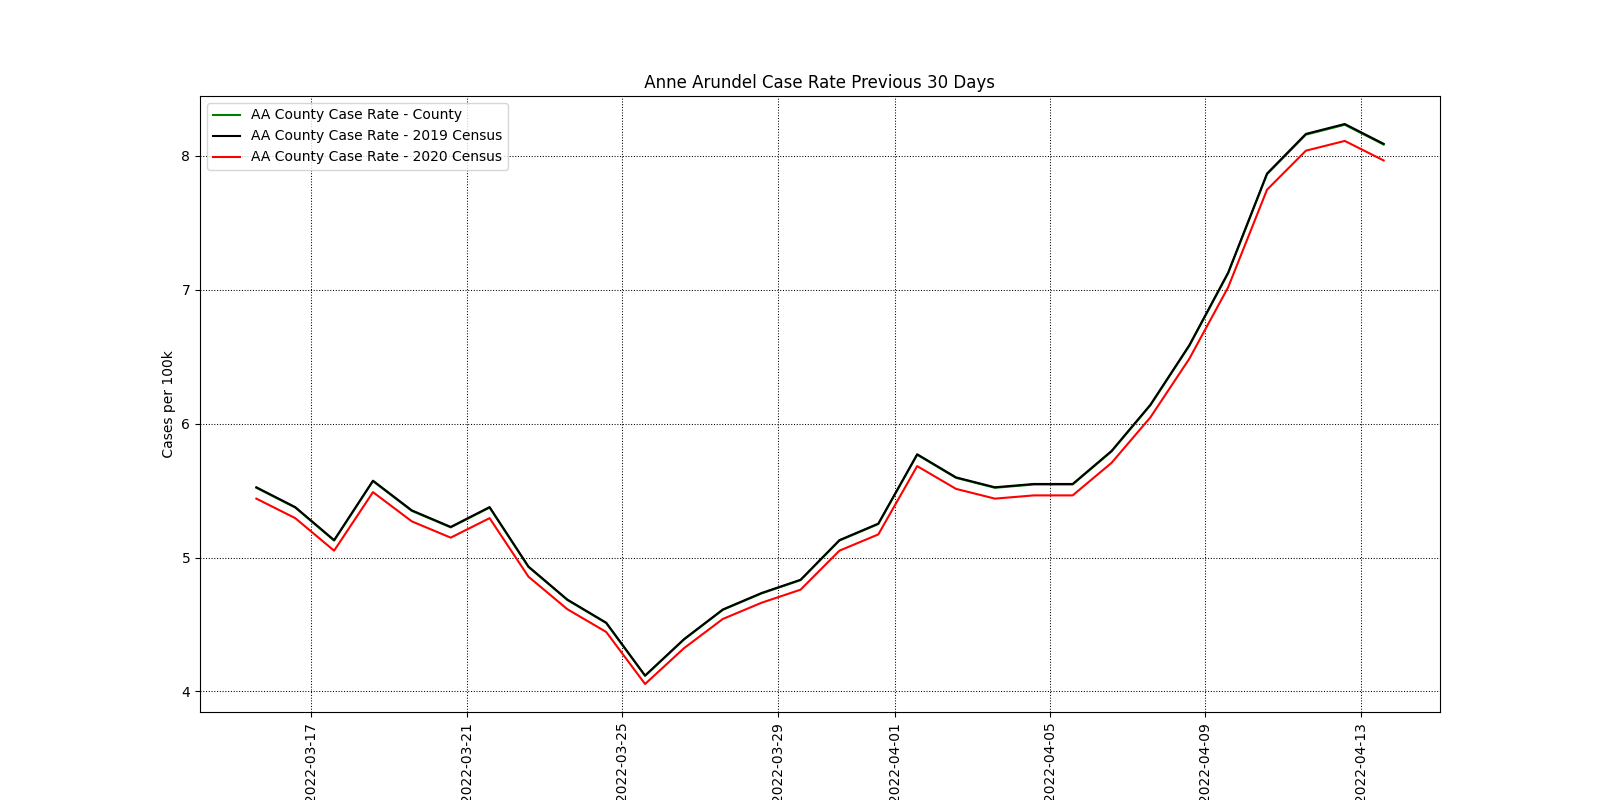 Anne Arundel Case Rate Previous 30 Days
AA County Case Rate - County
AA County Case Rate - 2019 Census
AA County Case Rate - 2020 Census
8
7
6
5
4
Cases per 100k
2022-03-17
2022-03-21
2022-03-25
2022-03-29
2022-04-01
2022-04-05
2022-04-09
2022-04-13